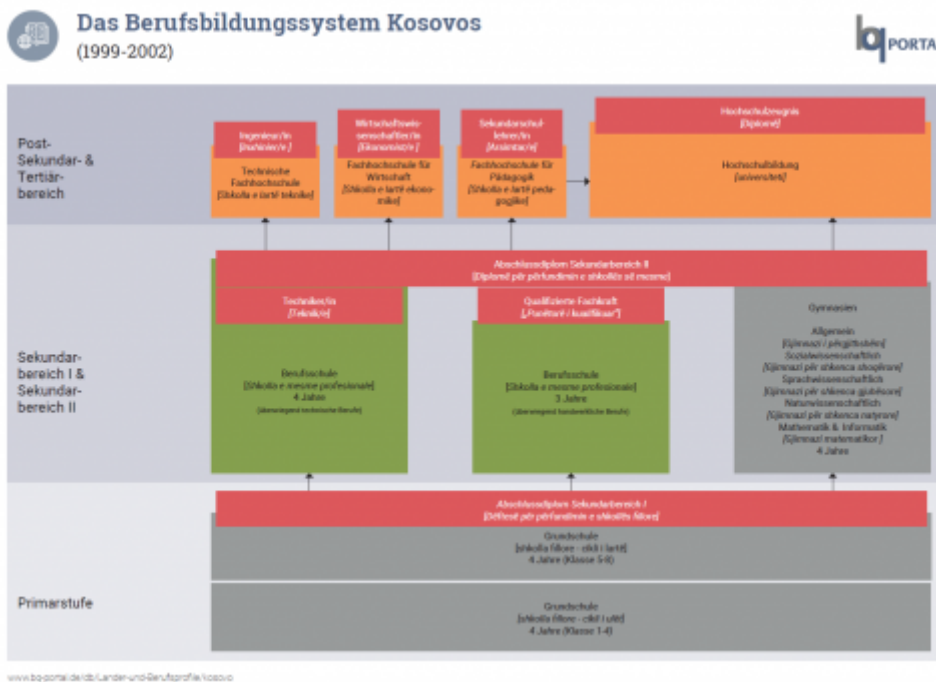 Das Berufsbildungssystem Kosovos
(1999-2002)
bq PORTA
Post-
Sekundar- &
Tertiär-
bereich
Ingenieur/in
[Inxhinier/e ]
Technische
Fachhochschule
[Shkolla e lartë teknike]
Wirtschaftswis-
senschaftler/in
[Ekonomist/e ]
Fachhochschule für
Wirtschaft
[Shkolla e lartë ekono-
mike]
Sekundarschul-
lehrer/in
[Arsimtar/e]
Fachhochschule für
Pädagogik
[Shkolla e lartë peda-
gogjike]
Hochschulzeugnis
[Diplomë]
Hochschulbildung
[universiteti]
Abschlussdiplom Sekundarbereich II
[Diplomë për përfundimin e shkollës së mesme]
Sekundar-
bereich I &
Sekundar-
bereich II
Techniker/in
[Teknik/e]
Berufsschule
[Shkolla e mesme profesionale]
4 Jahre
(überwiegend technische Berufe)
Qualifizierte Fachkraft
[„Punëtorë i kualifikuar"]
Berufsschule
[Shkolla e mesme profesionale]
3 Jahre
(überwiegend handwerkliche Berufe)
Gymnasien
Allgemein
[Gjimnazi i përgjithshëm]
Sozialwissenschaftlich
[Gjimnazi për shkenca shoqërore]
Sprachwissenschaftlich
[Gjimnazi për shkenca gjuhësore]
Naturwissenschaftlich
[Gjimnazi për shkenca natyrore]
Mathematik & Informatik
[Gjimnazi matematikor ]
4 Jahre
Primarstufe
Abschlussdiplom Sekundarbereich I
[Dëftesë për përfundimin e shkollës fillore]
Grundschule
[shkolla fillore - cikli i lartë]
4 Jahre (Klasse 5-8)
Grundschule
[shkolla fillore - cikli i ulët]
4 Jahre (Klasse 1-4)
www.bq-portal.de/db/Länder-und-Berufsprofile/kosovo